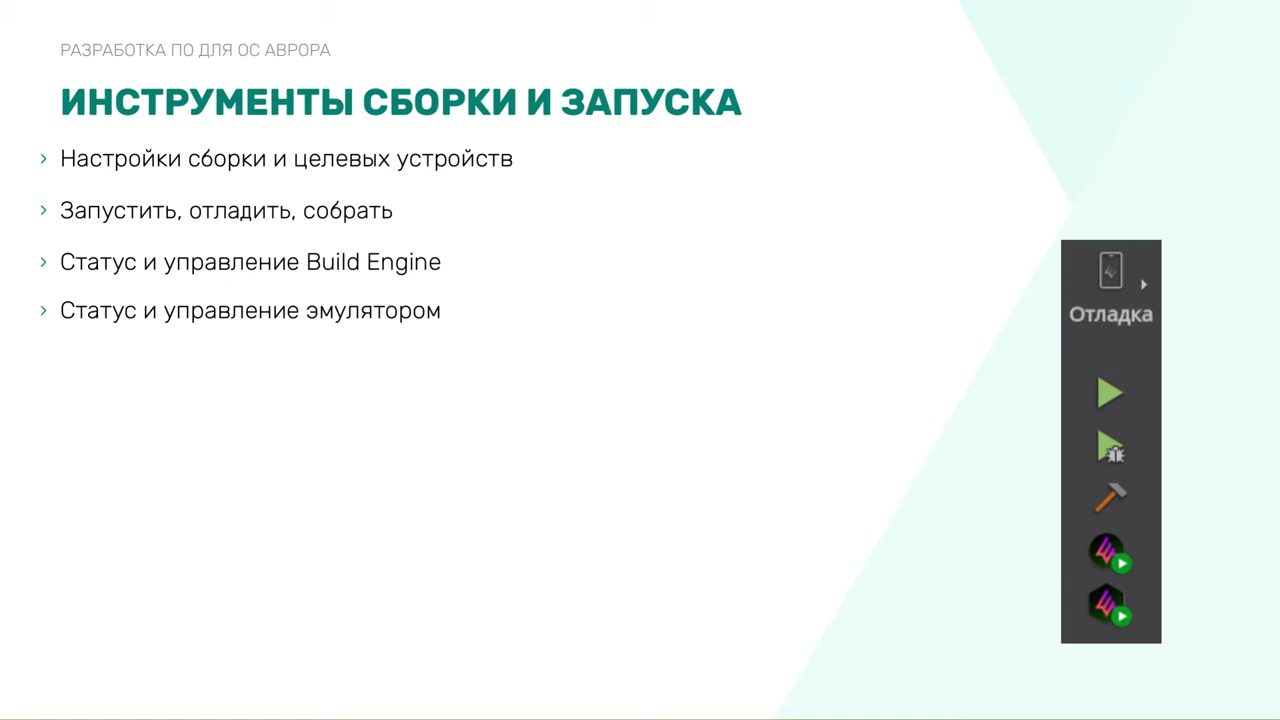 РАЗРАБОТКА ПО ДЛЯ ОС АВРОРА
ИНСТРУМЕНТЫ СБОРКИ И ЗАПУСКА
› Настройки сборки и целевых устройств
› Запустить, отладить, собрать
› Статус и управление Build Engine
› Статус и управление эмулятором
Отладка